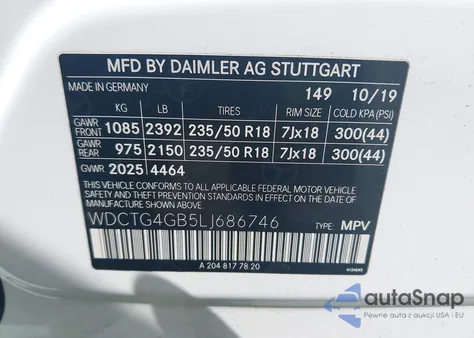 MFD BY DAIMLER AG STUTTGART
MADE IN GERMANY 149 10/19
KG LB TIRES RIM SIZE COLD KPA (PSI)
GAWR FRONT 1085 2392 235/50 R18 7Jx18 300(44)
GAWR REAR 975 2150 235/50 R18 7Jx18 300(44)
GVWR 2025 4464
THIS VEHICLE CONFORMS TO ALL APPLICABLE FEDERAL MOTOR VEHICLE
SAFETY, BUMPER, AND THEFT PREVENTION STANDARDS IN EFFECT ON THE
DATE OF MANUFACTURE SHOWN ABOVE.
WDCTG4GB5LJ686746 TYPE: MPV
A 204 817 78 20
autoSnap
Pewne auta z aukcji USA i EU